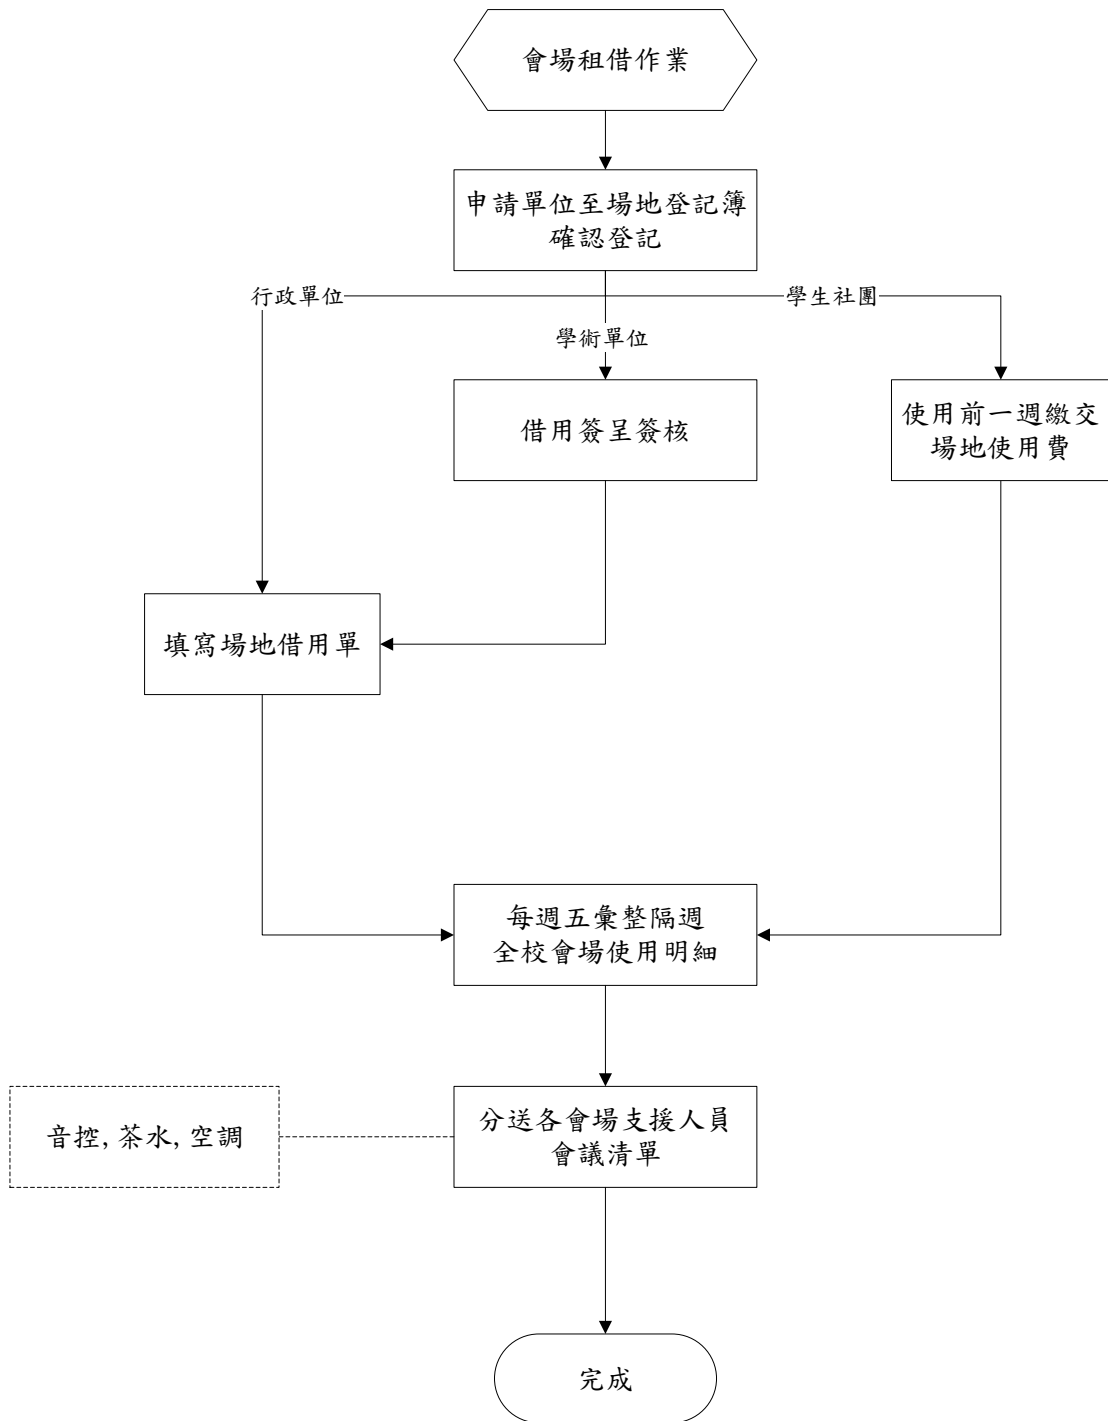 會場租借作業
申請單位至場地登記簿
確認登記
行政單位
學生社團
學術單位
借用簽呈簽核
使用前一週繳交
場地使用費
填寫場地借用單
每週五彙整隔週
全校會場使用明細
音控, 茶水, 空調
分送各會場支援人員
會議清單
完成